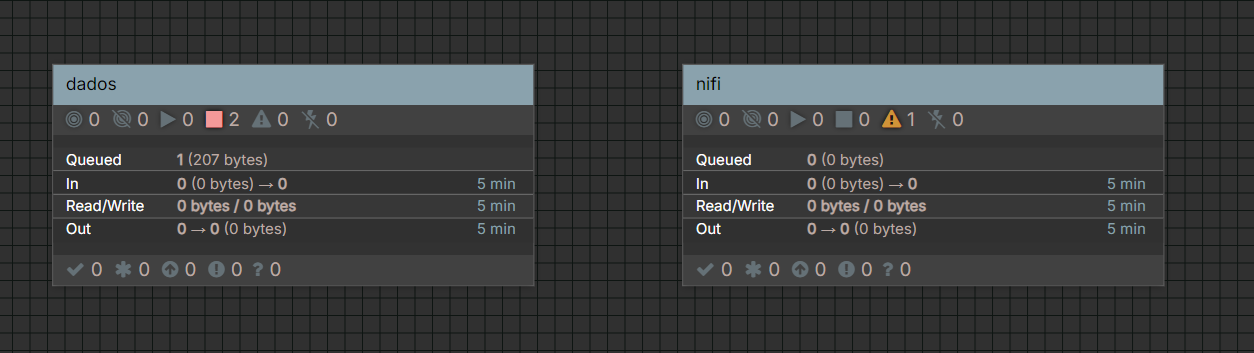 dados
0 0 0 2 0 0
Queued 1 (207 bytes)
In 0 (0 bytes) → 0 5 min
Read/Write 0 bytes / 0 bytes 5 min
Out 0 → 0 (0 bytes) 5 min
0 0 0 0 ? 0
nifi
0 0 0 0 1 0
Queued 0 (0 bytes)
In 0 (0 bytes) → 0 5 min
Read/Write 0 bytes / 0 bytes 5 min
Out 0 → 0 (0 bytes) 5 min
0 0 0 0 ? 0